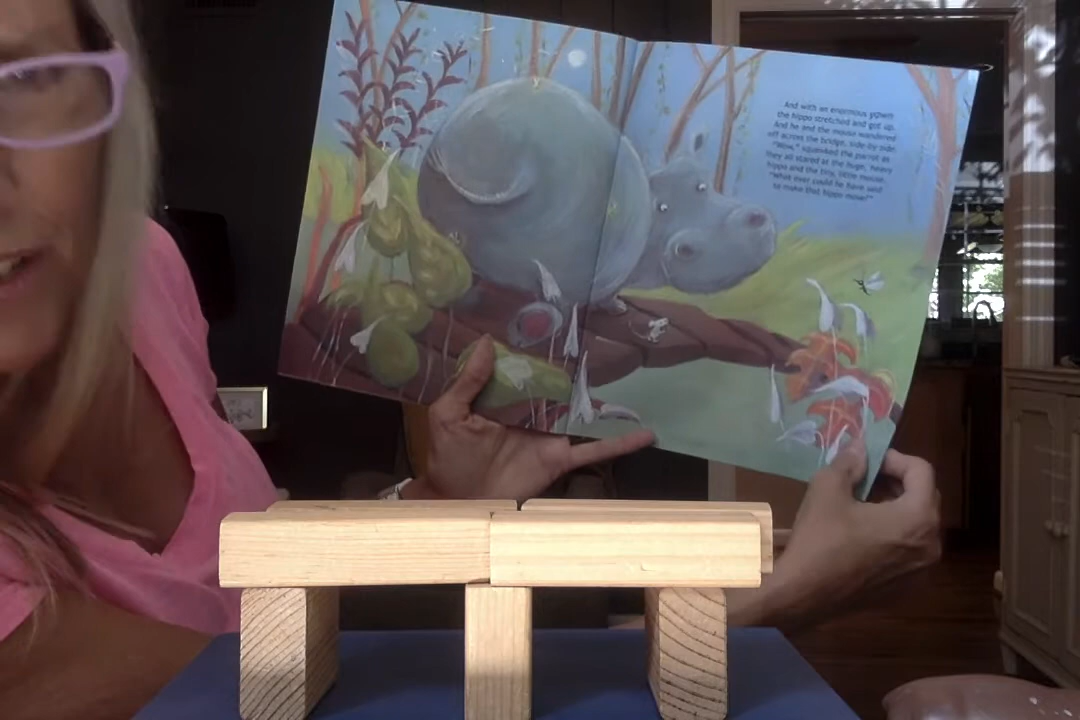 And with an enormous yawn
the hippo stretched and got up.
And he and the mouse wandered
off across the bridge, side by side.
"Wow," squawked the parrot as
they all stared at the huge, heavy
hippo and the tiny, little mouse.
"What ever could he have said
to make that hippo move?"